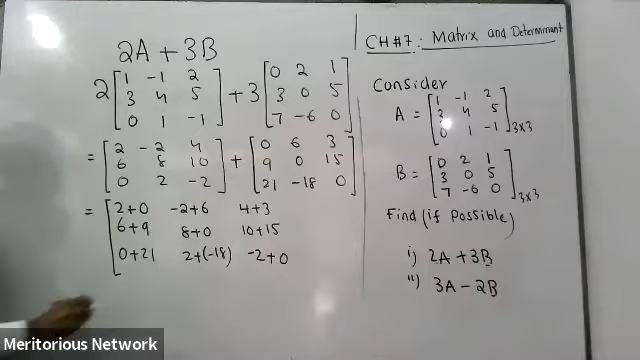 2A + 3B
2 [1 -1 2 + 3 [0 2 1
3 4 5 3 0 5
0 1 -1] 7 -6 0]
= [2 -2 4 + [0 6 3
6 8 10 9 0 15
0 2 -2] 21 -18 0]
= [2+0 -2+6 4+3
6+9 8+0 10+15
0+21 2+(-18) -2+0
CH#7 : Matrix and Determinant
Consider
A = [1 -1 2
3 4 5
0 1 -1] 3x3
B = [0 2 1
3 0 5
7 -6 0] 3x3
Find (if Possible)
i) 2A + 3B
ii) 3A - 2B
Meritorious Network